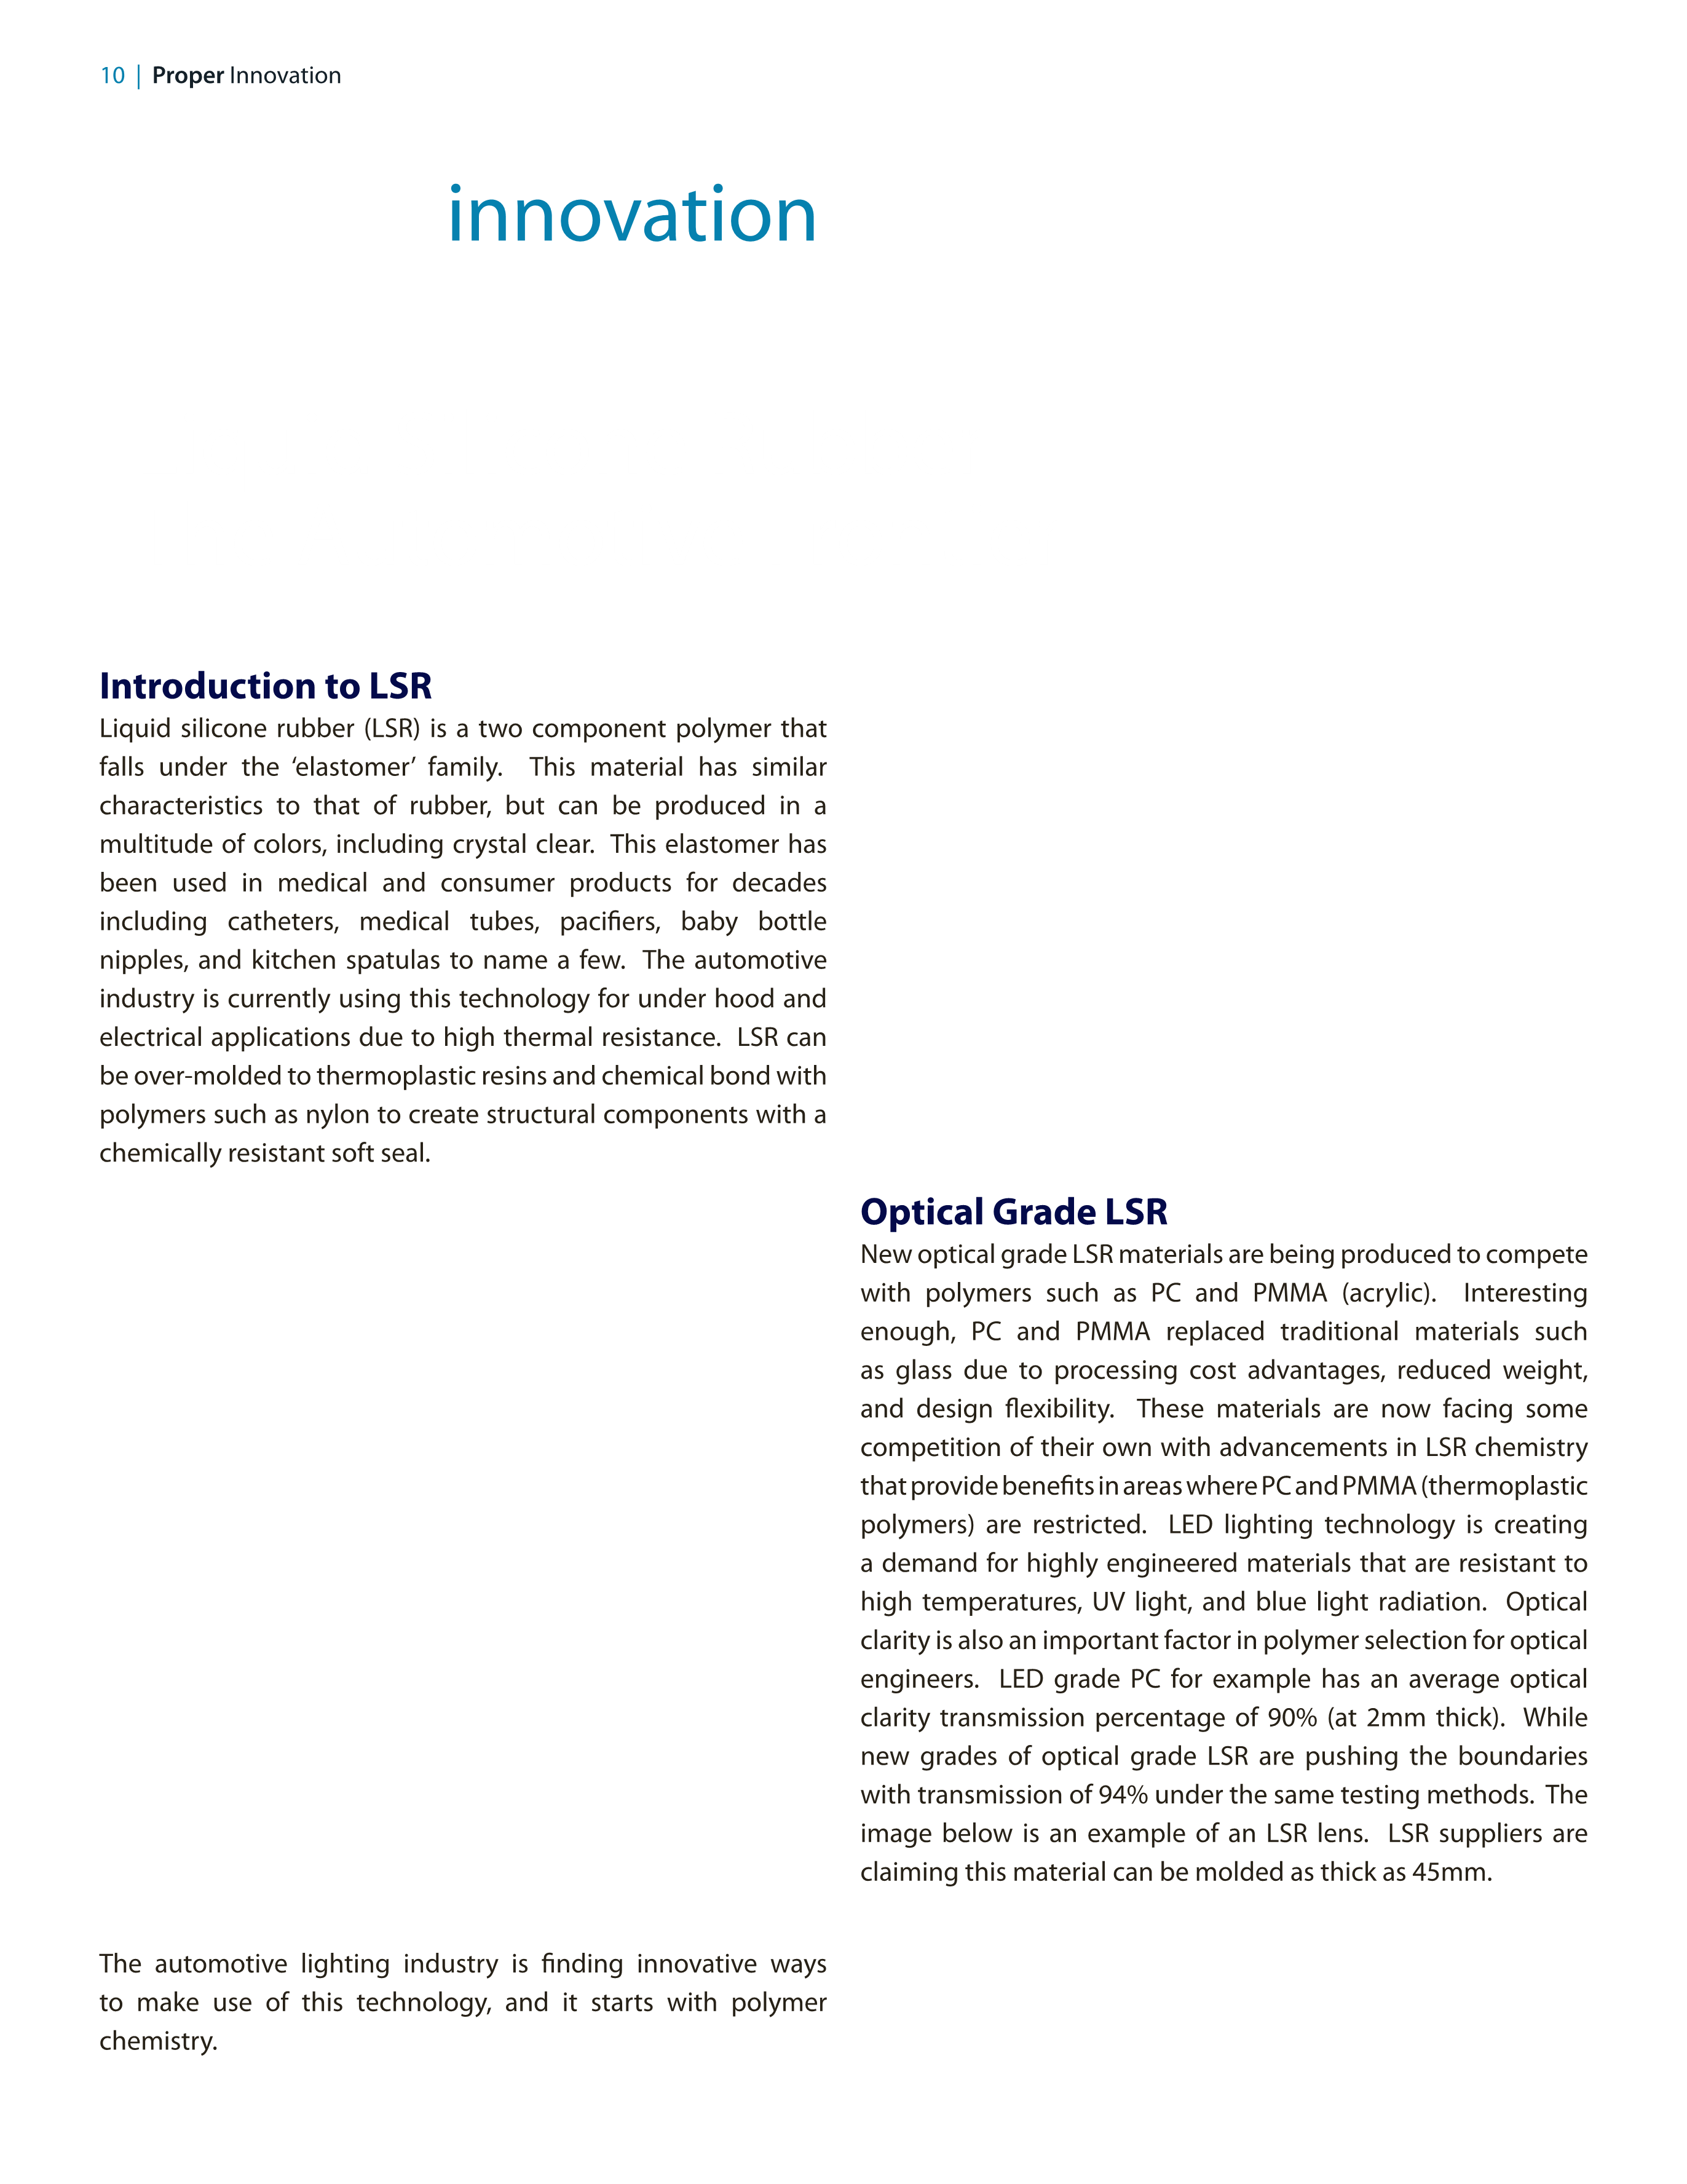 10 | Proper Innovation
innovation
Introduction to LSR
Liquid silicone rubber (LSR) is a two component polymer that
falls under the ‘elastomer’ family.  This material has similar
characteristics to that of rubber, but can be produced in a
multitude of colors, including crystal clear.  This elastomer has
been used in medical and consumer products for decades
including catheters, medical tubes, pacifiers, baby bottle
nipples, and kitchen spatulas to name a few.  The automotive
industry is currently using this technology for under hood and
electrical applications due to high thermal resistance.  LSR can
be over-molded to thermoplastic resins and chemical bond with
polymers such as nylon to create structural components with a
chemically resistant soft seal.
The automotive lighting industry is finding innovative ways
to make use of this technology, and it starts with polymer
chemistry.
Optical Grade LSR
New optical grade LSR materials are being produced to compete
with polymers such as PC and PMMA (acrylic).  Interesting
enough, PC and PMMA replaced traditional materials such
as glass due to processing cost advantages, reduced weight,
and design flexibility.  These materials are now facing some
competition of their own with advancements in LSR chemistry
that provide benefits in areas where PC and PMMA (thermoplastic
polymers) are restricted.  LED lighting technology is creating
a demand for highly engineered materials that are resistant to
high temperatures, UV light, and blue light radiation.  Optical
clarity is also an important factor in polymer selection for optical
engineers.  LED grade PC for example has an average optical
clarity transmission percentage of 90% (at 2mm thick).  While
new grades of optical grade LSR are pushing the boundaries
with transmission of 94% under the same testing methods.  The
image below is an example of an LSR lens.  LSR suppliers are
claiming this material can be molded as thick as 45mm.